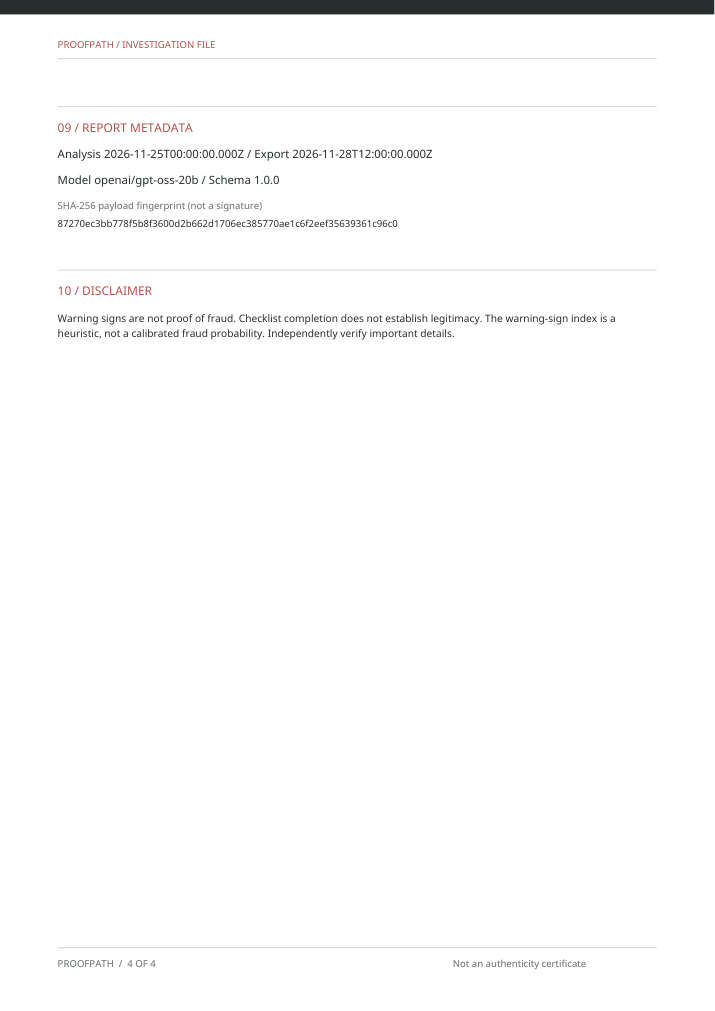 PROOFPATH / INVESTIGATION FILE
09 / REPORT METADATA
Analysis 2026-11-25T00:00:00.000Z / Export 2026-11-28T12:00:00.000Z
Model openai/gpt-oss-20b / Schema 1.0.0
SHA-256 payload fingerprint (not a signature)
87270ec3bb778f5b8f3600d2b662d1706ec385770ae1c6f2eef35639361c96c0
10 / DISCLAIMER
Warning signs are not proof of fraud. Checklist completion does not establish legitimacy. The warning-sign index is a
heuristic, not a calibrated fraud probability. Independently verify important details.
PROOFPATH / 4 OF 4
Not an authenticity certificate